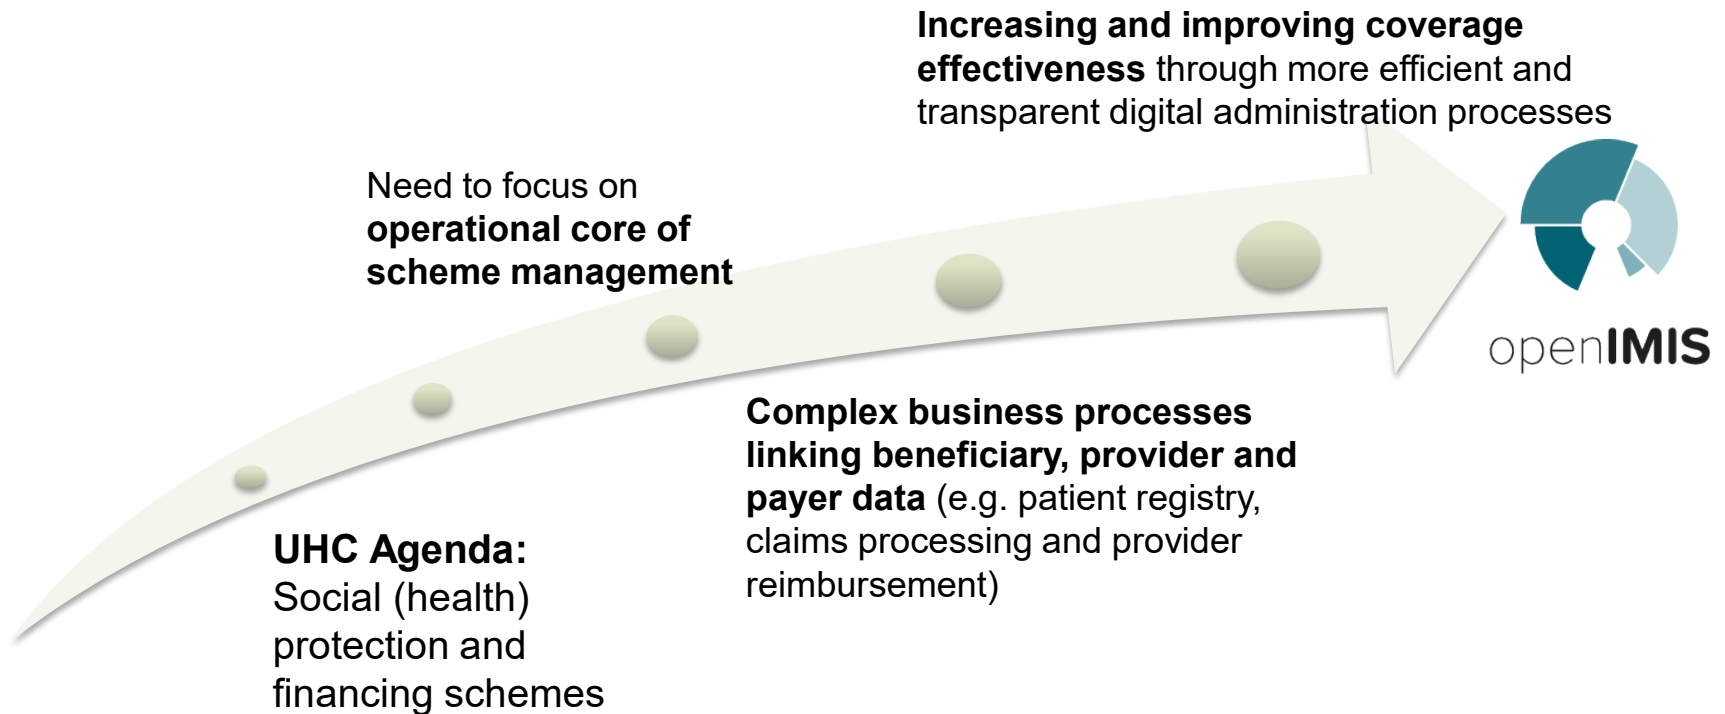 Increasing and improving coverage
effectiveness through more efficient and
transparent digital administration processes
Need to focus on
operational core of
scheme management
openIMIS
Complex business processes
linking beneficiary, provider and
payer data (e.g. patient registry,
claims processing and provider
reimbursement)
UHC Agenda:
Social (health)
protection and
financing schemes